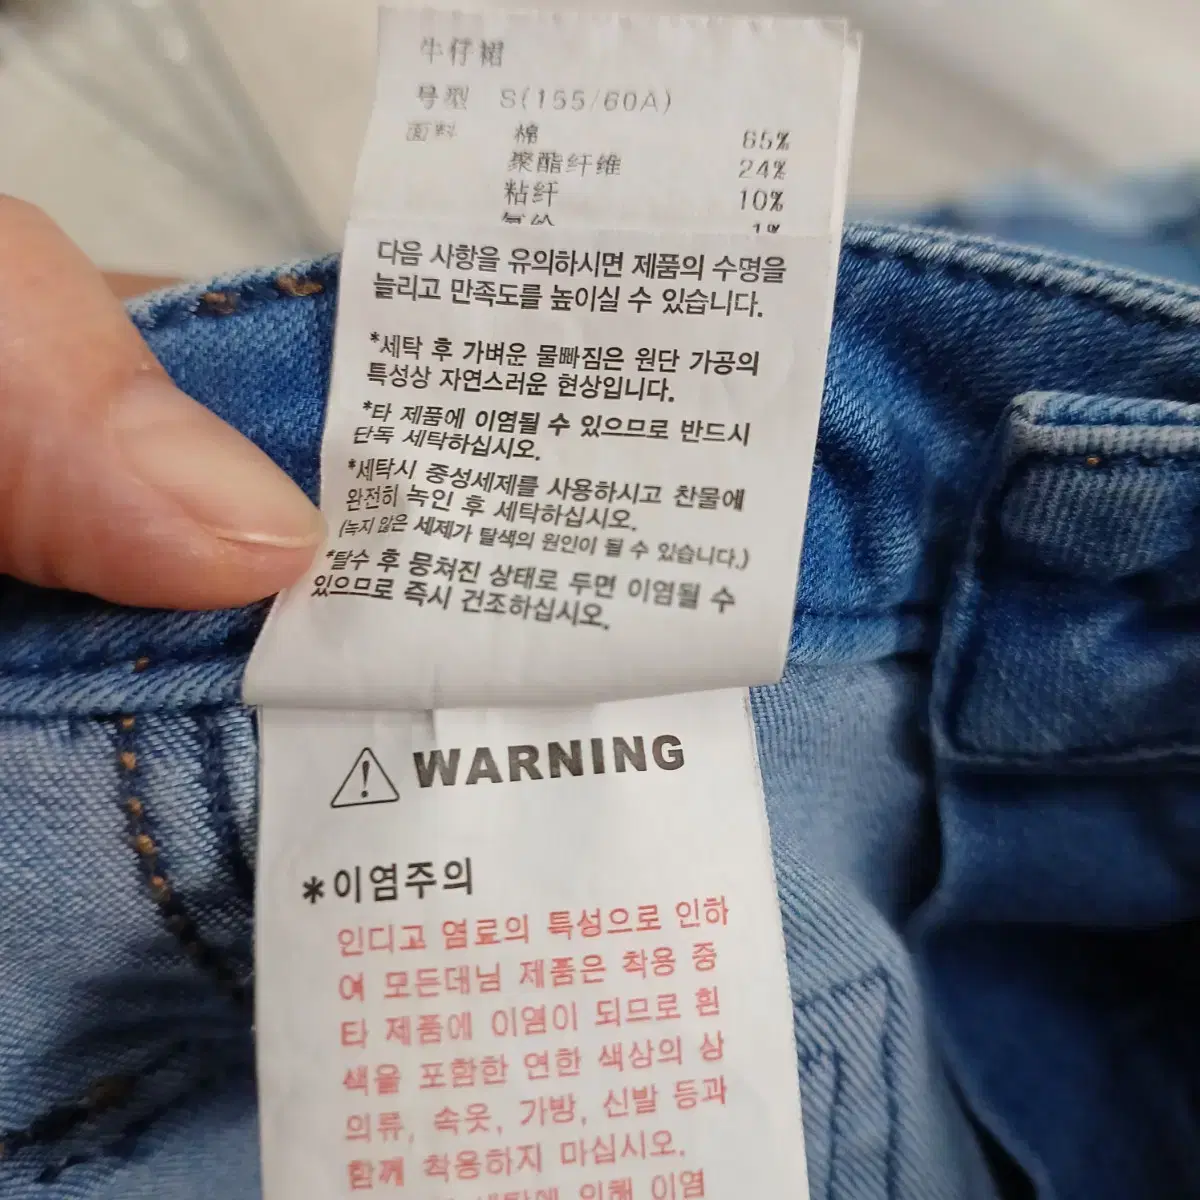 牛仔裙
号型 S(155/60A)
面料 棉 65%
聚酯纤维 24%
粘纤 10%
氨纶 1%
다음 사항을 유의하시면 제품의 수명을
늘리고 만족도를 높이실 수 있습니다.
*세탁 후 가벼운 물빠짐은 원단 가공의
특성상 자연스러운 현상입니다.
*타 제품에 이염될 수 있으므로 반드시
단독 세탁하십시오.
*세탁시 중성세제를 사용하시고 찬물에
완전히 녹인 후 세탁하십시오.
(녹지 않은 세제가 탈색의 원인이 될 수 있습니다.)
*탈수 후 뭉쳐진 상태로 두면 이염될 수
있으므로 즉시 건조하십시오.
WARNING
*이염주의
인디고 염료의 특성으로 인하
여 모든대님 제품은 착용 중
타 제품에 이염이 되므로 흰
색을 포함한 연한 색상의 상
의류, 속옷, 가방, 신발 등과
함께 착용하지 마십시오.
세탁에 의해 이염